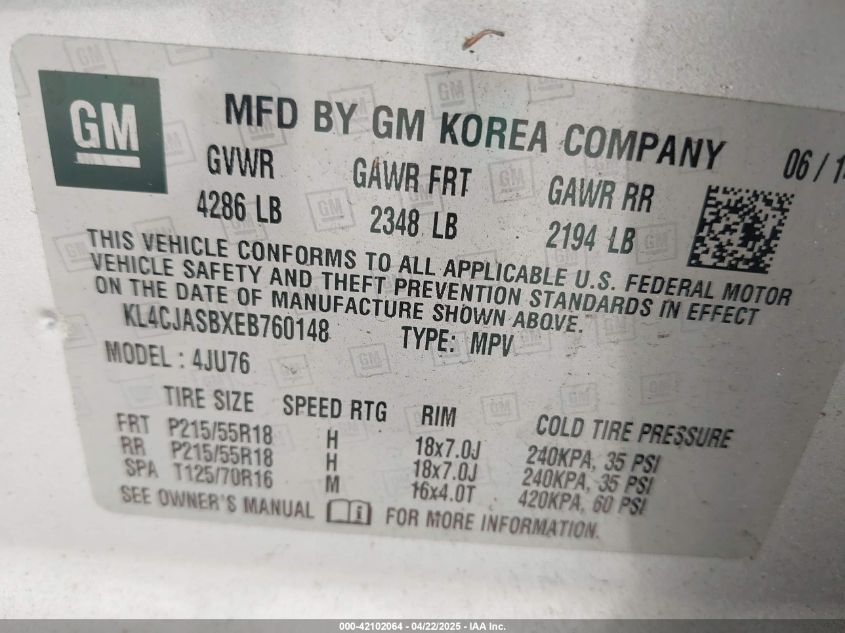 GM MFD BY GM KOREA COMPANY 06 / 1
GVWR GAWR FRT GAWR RR
4286 LB 2348 LB 2194 LB
THIS VEHICLE CONFORMS TO ALL APPLICABLE U.S. FEDERAL MOTOR
VEHICLE SAFETY AND THEFT PREVENTION STANDARDS IN EFFECT
ON THE DATE OF MANUFACTURE SHOWN ABOVE.
KL4CJASBXEB760148 TYPE: MPV
MODEL : 4JU76
TIRE SIZE SPEED RTG RIM COLD TIRE PRESSURE
FRT P215/55R18 H 18x7.0J 240KPA, 35 PSI
RR P215/55R18 H 18x7.0J 240KPA, 35 PSI
SPA T125/70R16 M 16x4.0T 420KPA, 60 PSI
SEE OWNER'S MANUAL FOR MORE INFORMATION.
000-42102064 - 04/22/2025 - IAA Inc.